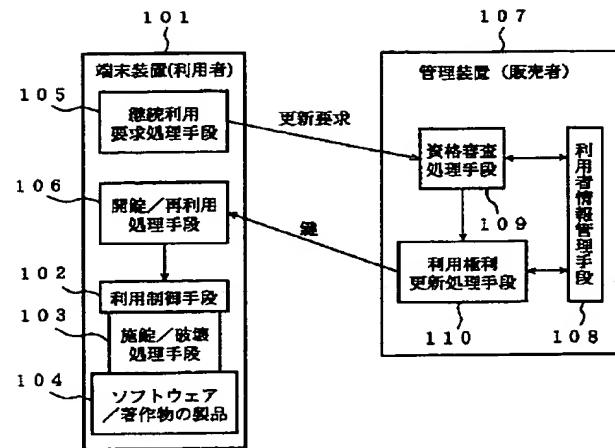 101
107
端末装置(利用者)
管理装置(販売者)
105
継続利用
要求処理手段
更新要求
資格審査
処理手段
利用者情報管理手段
106
開錠/再利用
処理手段
109
鍵
102
利用制御手段
利用権利
更新処理手段
103
施錠/破壊
処理手段
110
108
104
ソフトウェア
/著作物の製品